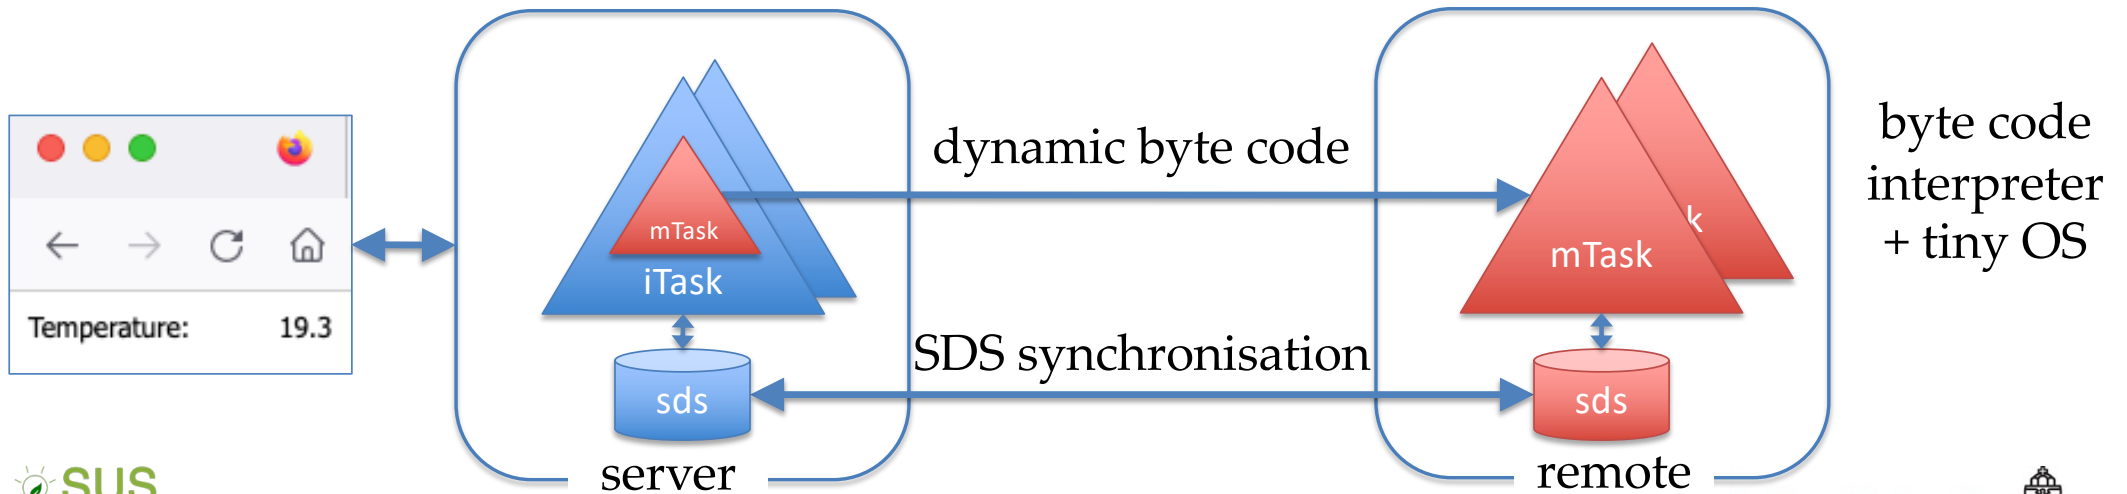 dynamic byte code
byte code
interpreter
+ tiny OS
mTask
iTask
k
mTask
Temperature: 19.3
SDS synchronisation
sds
sds
server
remote
SUS